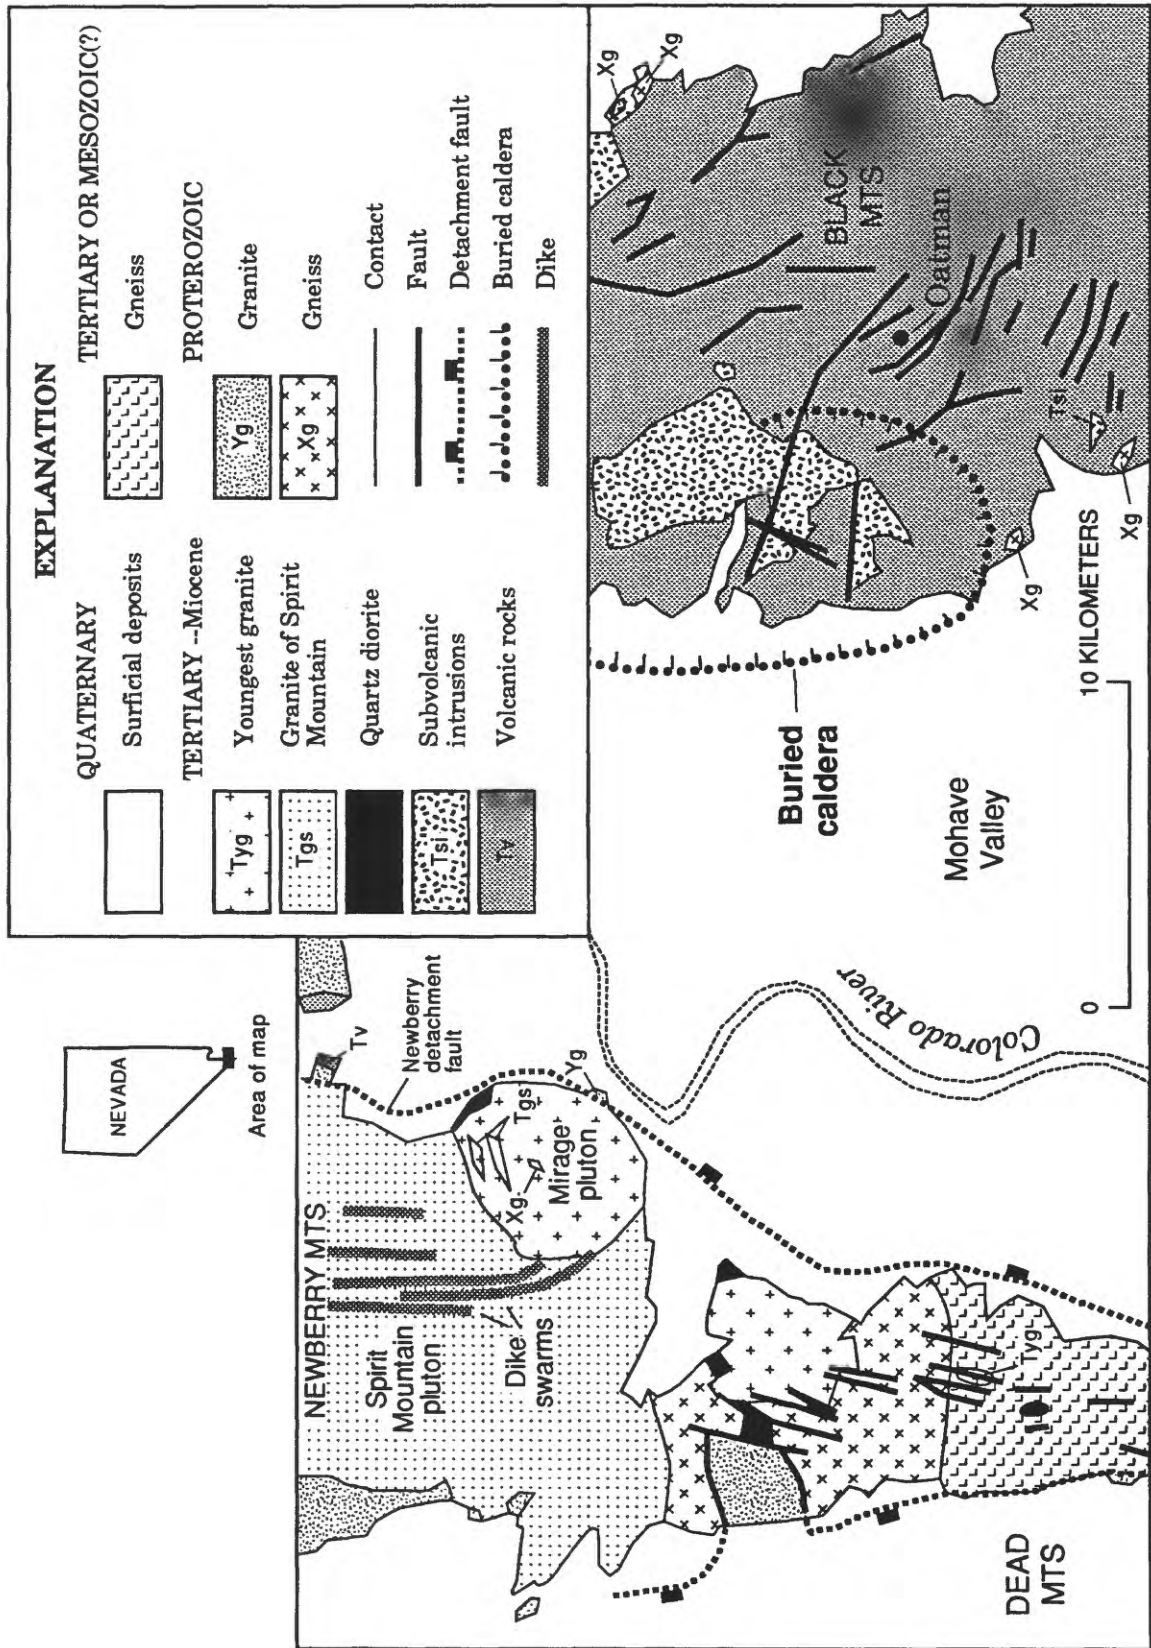 EXPLANATION
QUATERNARY
Surficial deposits
TERTIARY --Miocene
Tyg
Youngest granite
Tgs
Granite of Spirit
Mountain
Quartz diorite
Tsi
Subvolcanic
intrusions
Tv
Volcanic rocks
TERTIARY OR MESOZOIC(?)
Gneiss
PROTEROZOIC
Yg
Granite
Xg
Gneiss
Contact
Fault
Detachment fault
Buried caldera
Dike
NEVADA
Area of map
NEWBERRY MTS
Spirit
Mountain
pluton
Dike
swarms
Tv
Newberry
detachment
fault
Tgs
Xg
Mirage
pluton
Yg
Tyg
DEAD
MTS
Colorado River
Mohave
Valley
Buried
caldera
0
10 KILOMETERS
Xg
Xg
BLACK
MTS
Oatman
Tsi
Xg
Xg